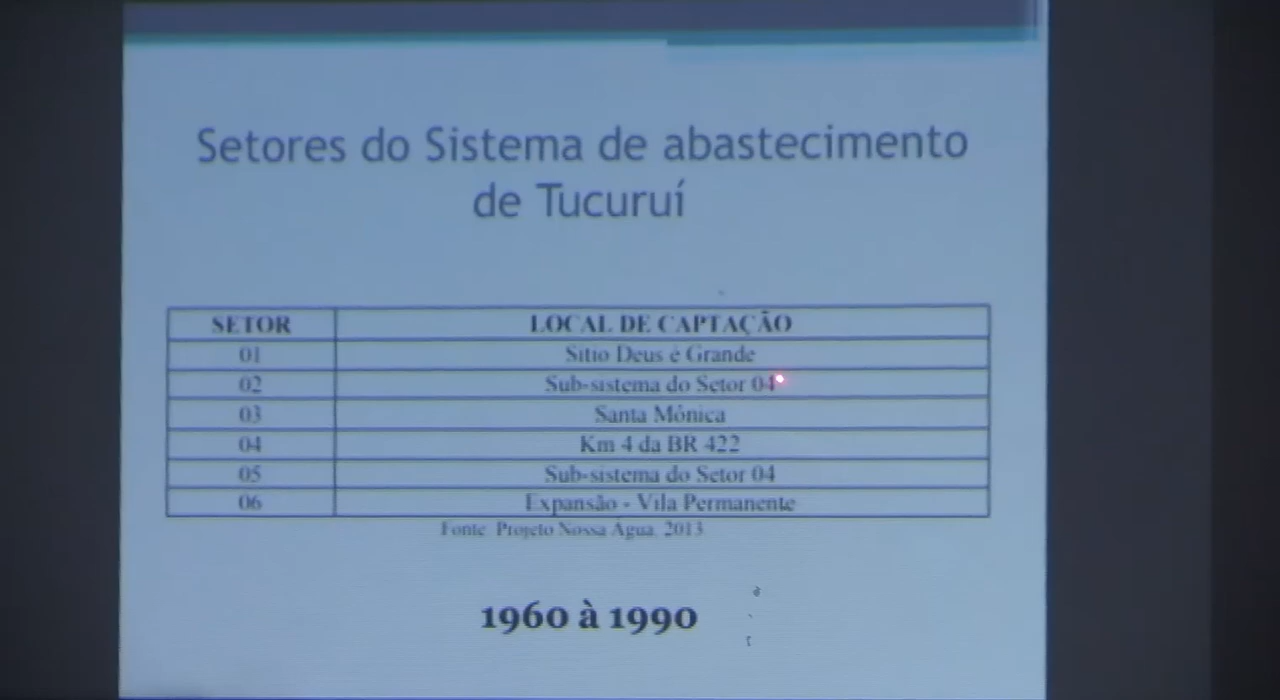 Setores do Sistema de abastecimento
de Tucuruí
SETOR LOCAL DE CAPTAÇÃO
01 Sitio Deus é Grande
02 Sub-sistema do Setor 04
03 Santa Mônica
04 Km 4 da BR 422
05 Sub-sistema do Setor 04
06 Expansão - Vila Permanente
Fonte: Projeto Nossa Água, 2013.
1960 à 1990